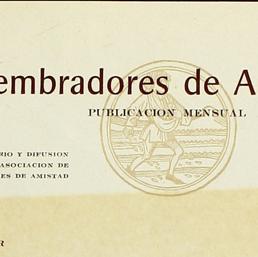 embradores de A
PUBLICACION MENSUAL
RIO Y DIFUSION
ASOCIACION DE
ES DE AMISTAD
R